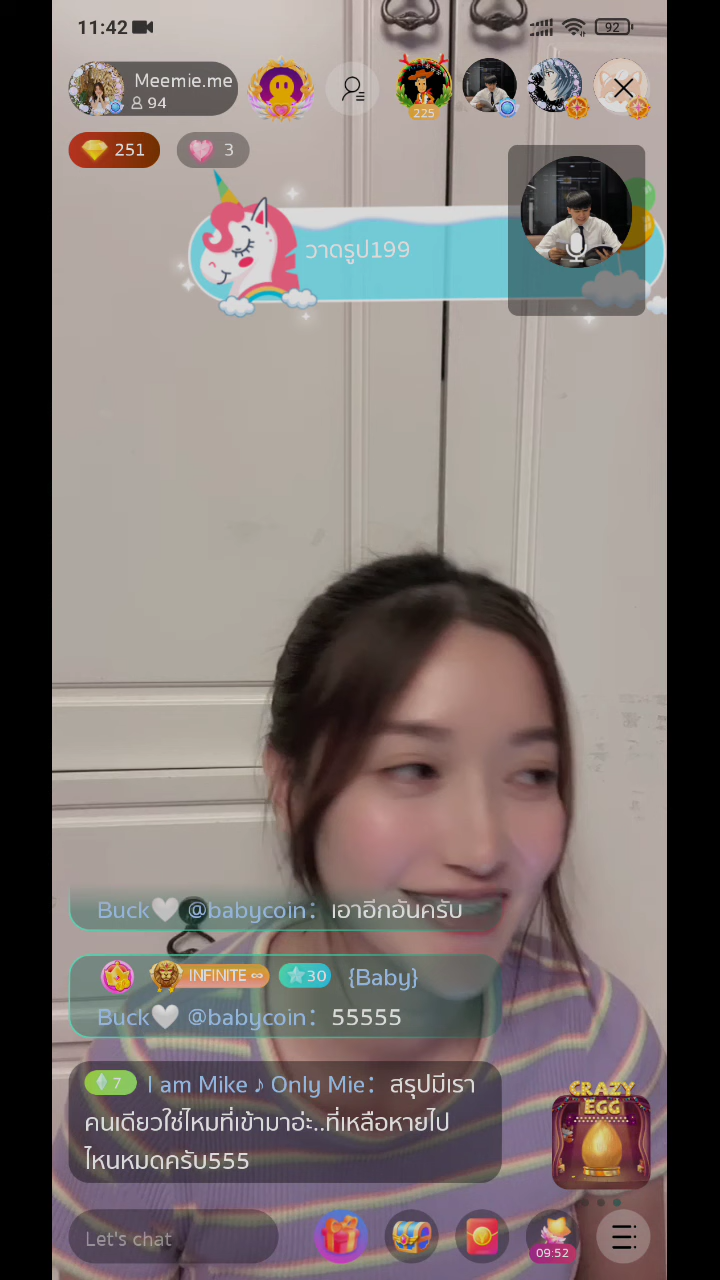 11:42
92
Meemie.me
94
225
251
3
วาดรูป199
Buck🤍 @babycoin: เอาอีกอันครับ
INFINITE ∞ 30 {Baby}
Buck🤍 @babycoin: 55555
7 I am Mike ♪ Only Mie: สรุปมีเรา
คนเดียวใช่ไหมที่เข้ามาอ่ะ..ที่เหลือหายไป
ไหนหมดครับ555
CRAZY
EGG
Let's chat
09:52